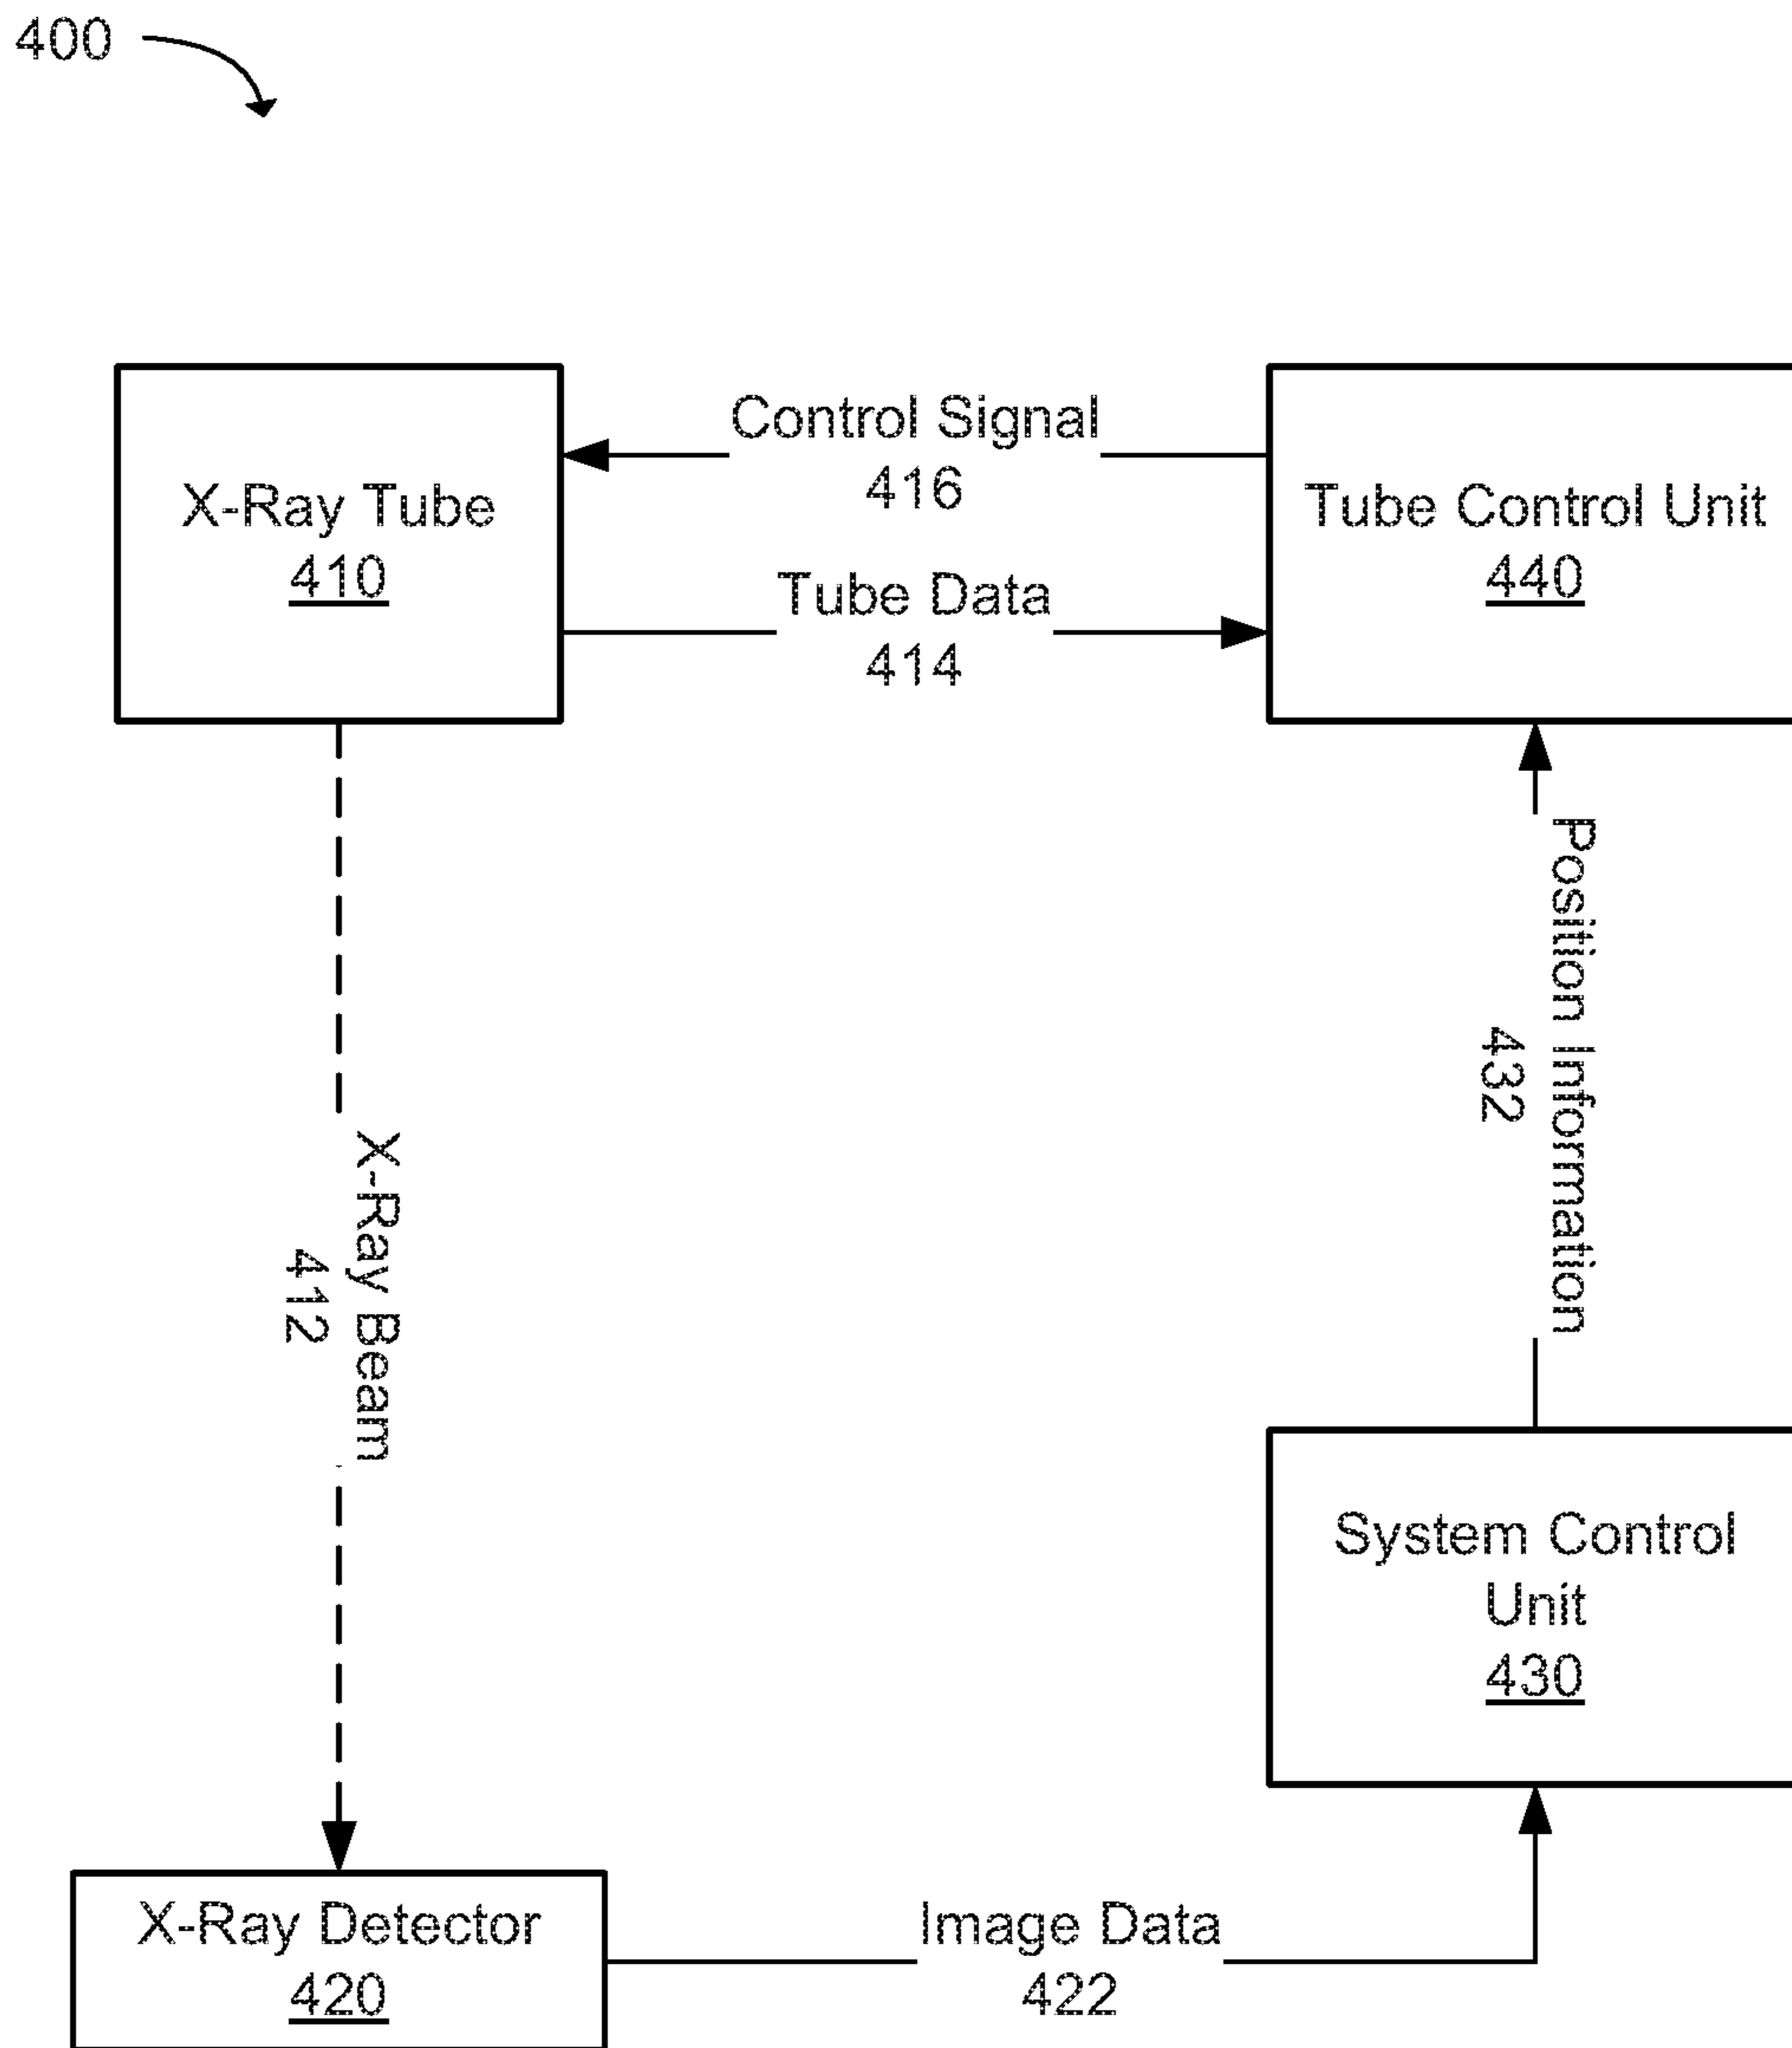 400
Control Signal
416
X-Ray Tube
410
Tube Data
414
Tube Control Unit
440
Position Information
432
X-Ray Beam
412
System Control
Unit
430
X-Ray Detector
420
Image Data
422